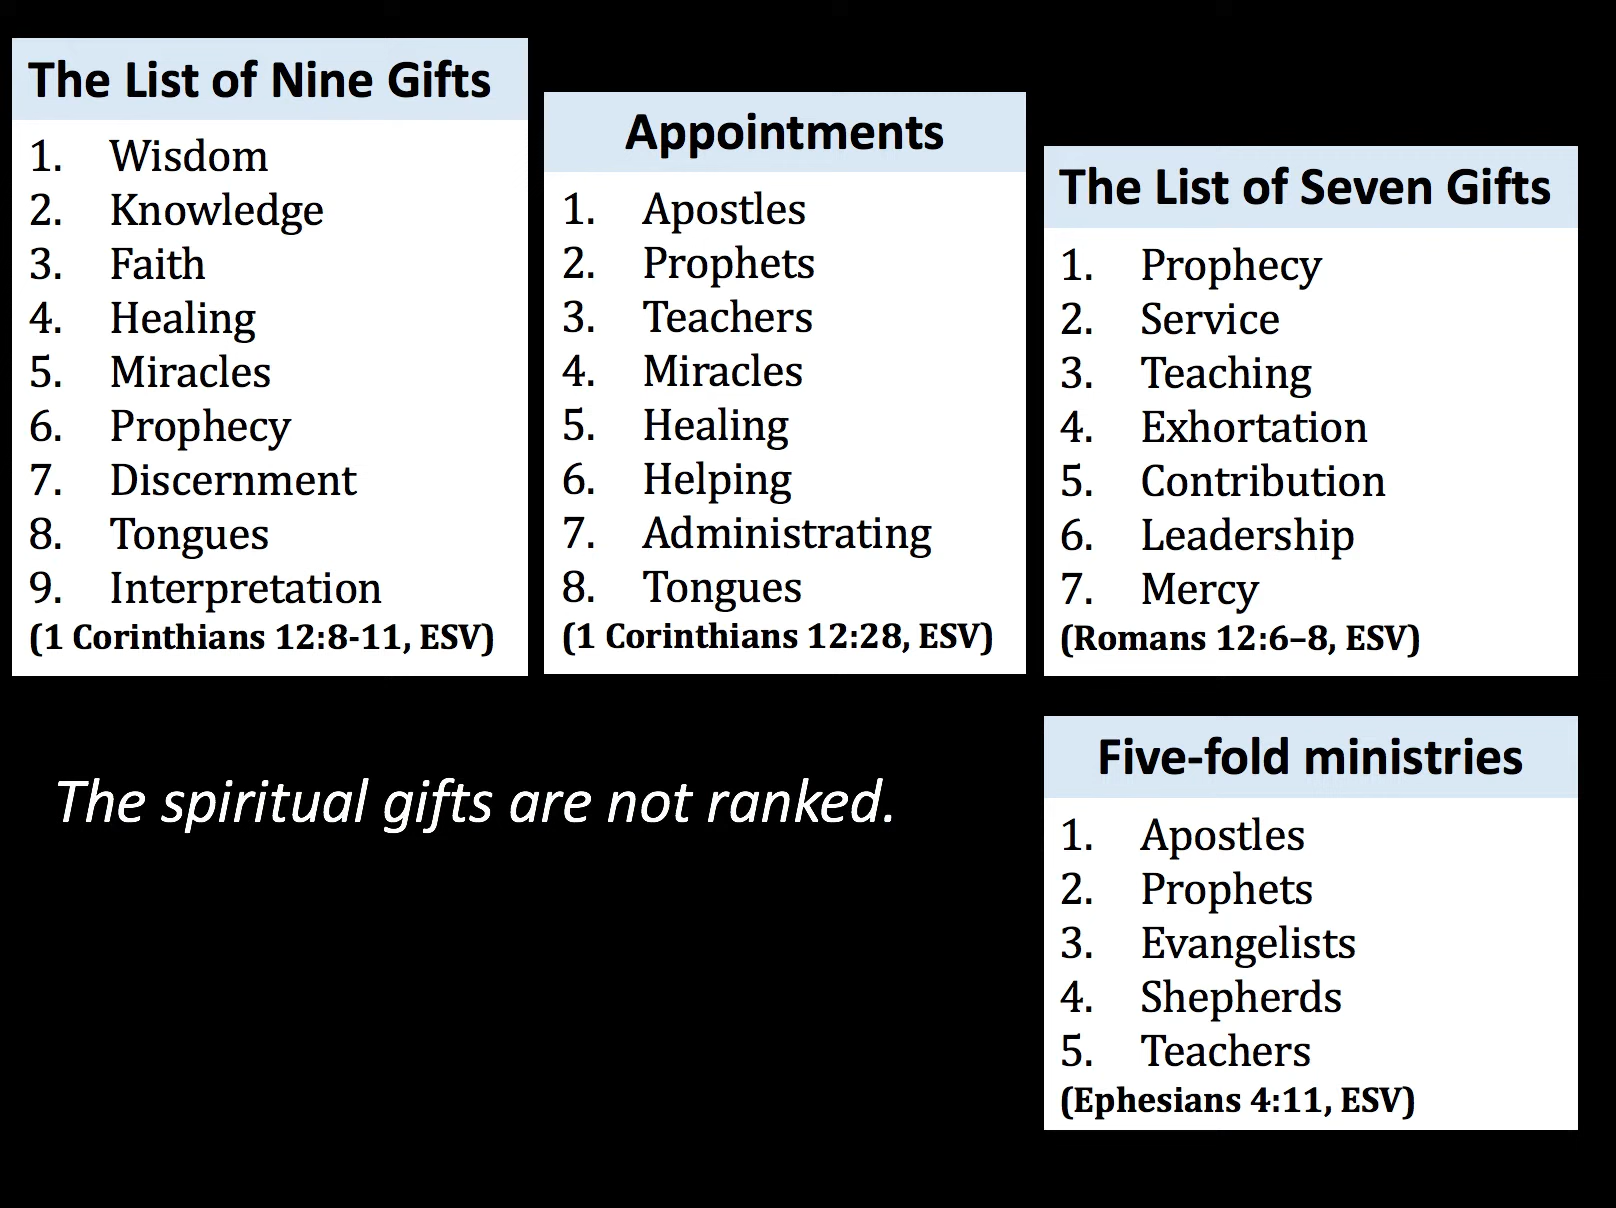 The List of Nine Gifts
1. Wisdom
2. Knowledge
3. Faith
4. Healing
5. Miracles
6. Prophecy
7. Discernment
8. Tongues
9. Interpretation
(1 Corinthians 12:8-11, ESV)
Appointments
1. Apostles
2. Prophets
3. Teachers
4. Miracles
5. Healing
6. Helping
7. Administrating
8. Tongues
(1 Corinthians 12:28, ESV)
The List of Seven Gifts
1. Prophecy
2. Service
3. Teaching
4. Exhortation
5. Contribution
6. Leadership
7. Mercy
(Romans 12:6–8, ESV)
The spiritual gifts are not ranked.
Five-fold ministries
1. Apostles
2. Prophets
3. Evangelists
4. Shepherds
5. Teachers
(Ephesians 4:11, ESV)